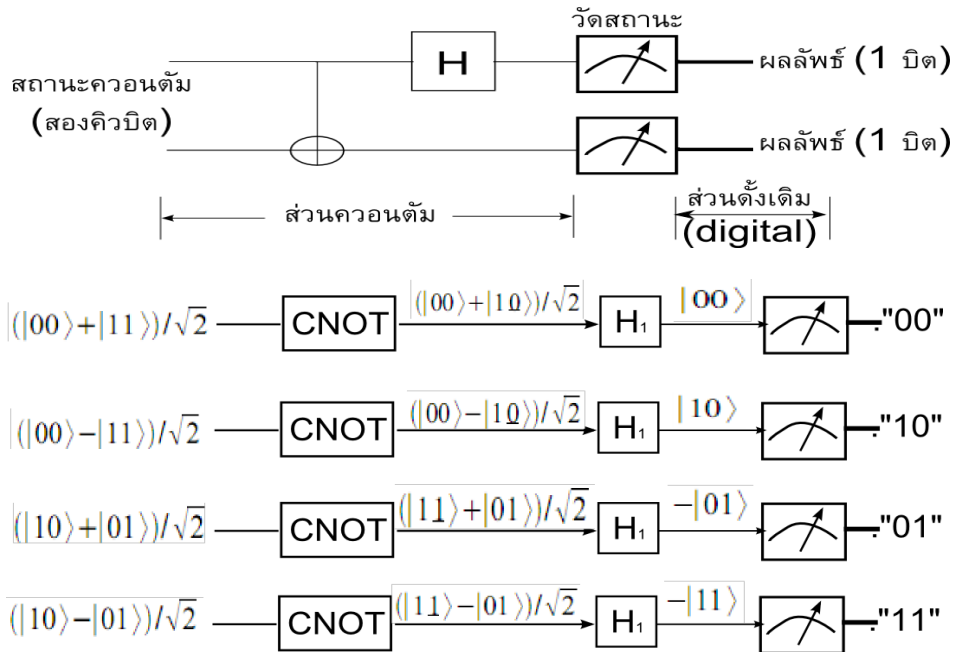 วัดสถานะ
H
ผลลัพธ์ (1 บิต)
สถานะควอนตัม
(สองคิวบิต)
ผลลัพธ์ (1 บิต)
ส่วนควอนตัม
ส่วนดั้งเดิม
(digital)
(|00⟩+|11⟩)/√2 CNOT (|00⟩+|10⟩)/√2 H₁ |00⟩ "00"
(|00⟩−|11⟩)/√2 CNOT (|00⟩−|10⟩)/√2 H₁ |10⟩ "10"
(|10⟩+|01⟩)/√2 CNOT (|11⟩+|01⟩)/√2 H₁ −|01⟩ "01"
(|10⟩−|01⟩)/√2 CNOT (|11⟩−|01⟩)/√2 H₁ −|11⟩ "11"